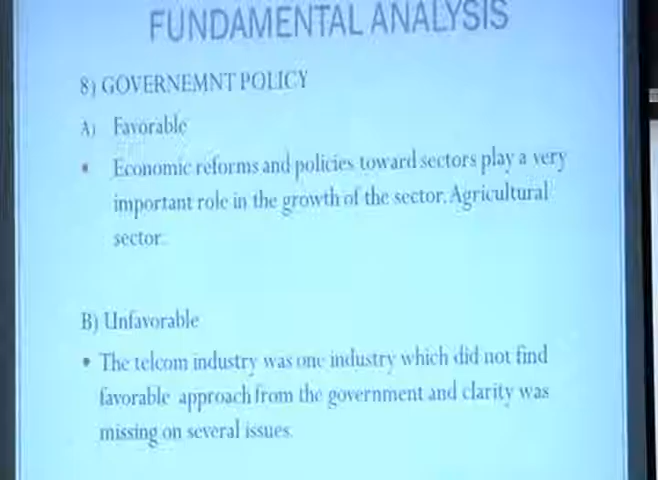 FUNDAMENTAL ANALYSIS
8) GOVERNEMNT POLICY
A) Favorable
• Economic reforms and policies toward sectors play a very
important role in the growth of the sector. Agricultural
sector.
B) Unfavorable
• The telcom industry was one industry which did not find
favorable approach from the government and clarity was
missing on several issues.